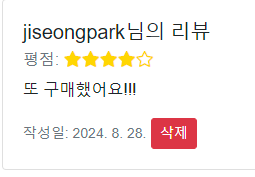 jiseongpark님의 리뷰
평점: ★★★★☆
또 구매했어요!!!
작성일: 2024. 8. 28. 삭제